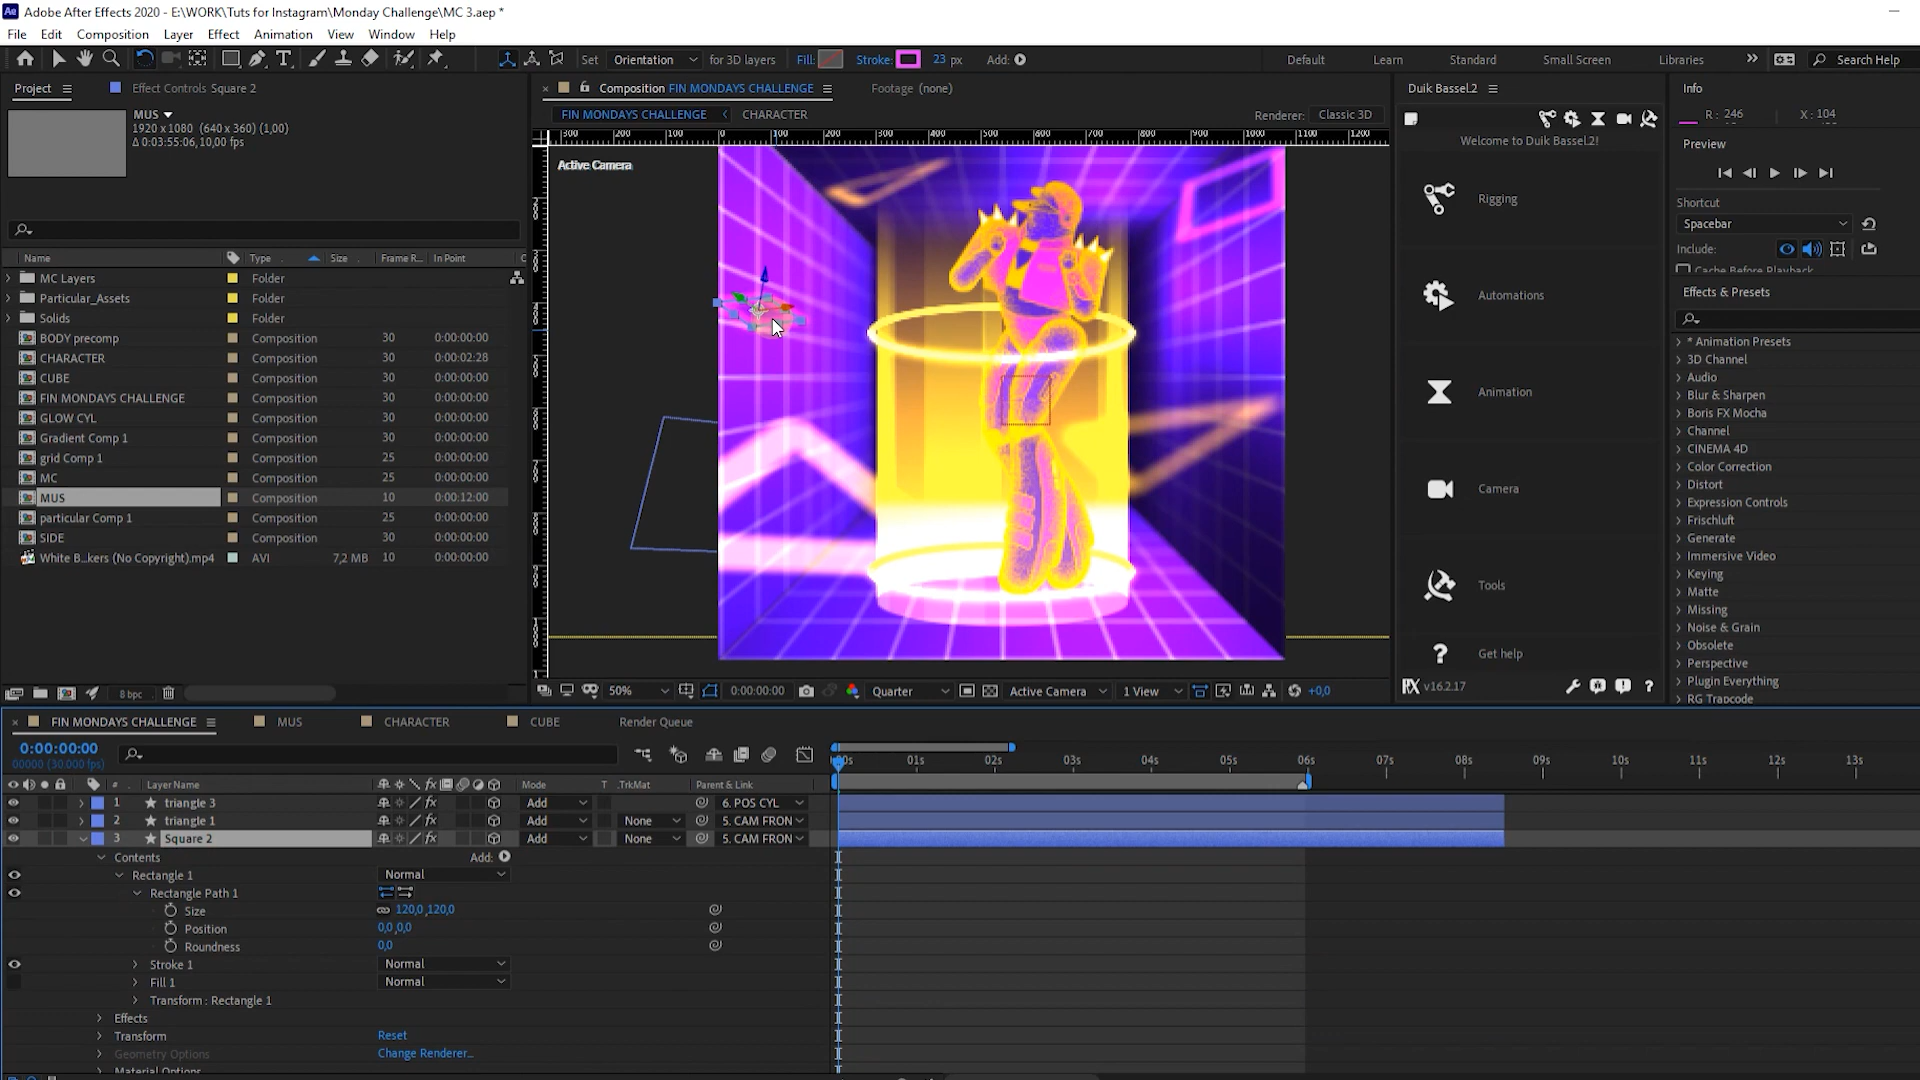 Adobe After Effects 2020 - E:\WORK\Tuts for Instagram\Monday Challenge\MC 3.aep *
File Edit Composition Layer Effect Animation View Window Help
Set Orientation for 3D layers Fill: Stroke: 23 px Add: Default Learn Standard Small Screen Libraries Search Help
Project Effect Controls Square 2 Composition FIN MONDAYS CHALLENGE Footage (none) Duik Bassel.2 Info
MUS
1920 x 1080 (640 x 360) (1,00)
Δ 0:03:55:06, 10,00 fps
FIN MONDAYS CHALLENGE CHARACTER Renderer: Classic 3D
R: 246 X: 104
Active Camera
Welcome to Duik Bassel.2!
Rigging
Automations
Animation
Camera
Tools
Get help
v16.2.17
Preview
Shortcut
Spacebar
Include:
Cache Before Playback
Effects & Presets
* Animation Presets
3D Channel
Audio
Blur & Sharpen
Boris FX Mocha
Channel
CINEMA 4D
Color Correction
Distort
Expression Controls
Frischluft
Generate
Immersive Video
Keying
Matte
Missing
Noise & Grain
Obsolete
Perspective
Plugin Everything
RG Trapcode
Name Type Size Frame R... In Point
MC Layers Folder
Particular_Assets Folder
Solids Folder
BODY precomp Composition 30 0:00:00:00
CHARACTER Composition 30 0:00:02:28
CUBE Composition 30 0:00:00:00
FIN MONDAYS CHALLENGE Composition 30 0:00:00:00
GLOW CYL Composition 30 0:00:00:00
Gradient Comp 1 Composition 30 0:00:00:00
grid Comp 1 Composition 25 0:00:00:00
MC Composition 25 0:00:00:00
MUS Composition 10 0:00:12:00
particular Comp 1 Composition 25 0:00:00:00
SIDE Composition 30 0:00:00:00
White B...kers (No Copyright).mp4 AVI 7,2 MB 10 0:00:00:00
8 bpc
50% 0:00:00:00 Quarter Active Camera 1 View +0,0
FIN MONDAYS CHALLENGE MUS CHARACTER CUBE Render Queue
0:00:00:00
00000 (30.000 fps)
01s 02s 03s 04s 05s 06s 07s 08s 09s 10s 11s 12s 13s
# Layer Name Mode T .TrkMat Parent & Link
1 triangle 3 Add 6. POS CYL
2 triangle 1 Add None 5. CAM FRON
3 Square 2 Add None 5. CAM FRON
Contents Add:
Rectangle 1 Normal
Rectangle Path 1
Size 120,0,120,0
Position 0,0,0,0
Roundness 0,0
Stroke 1 Normal
Fill 1 Normal
Transform : Rectangle 1
Effects
Transform Reset
Geometry Options Change Renderer...
Material Options